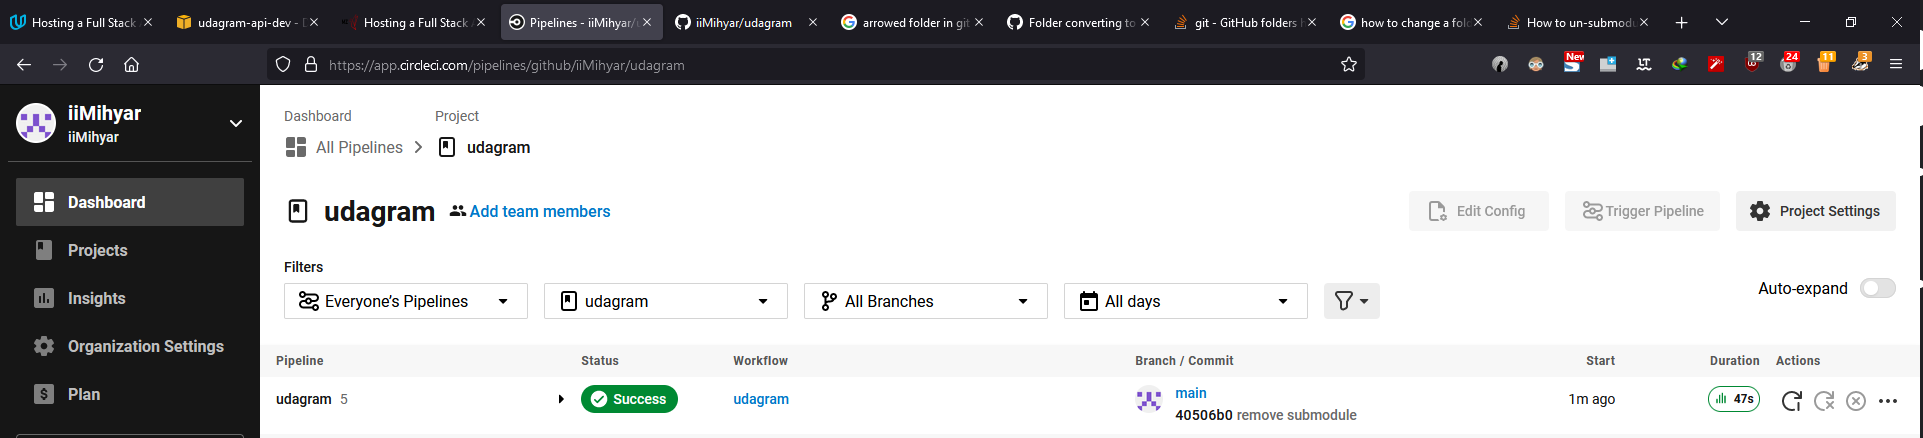 Hosting a Full Stack
udagram-api-dev - D
Hosting a Full Stack A
Pipelines - iiMihyar/u
iiMihyar/udagram
arrowed folder in git
Folder converting to
git - GitHub folders h
how to change a fold
How to un-submodu
https://app.circleci.com/pipelines/github/iiMihyar/udagram
New
12
24
11
3
iiMihyar
iiMihyar
Dashboard
Projects
Insights
Organization Settings
Plan
Dashboard Project
All Pipelines udagram
udagram Add team members
Edit Config Trigger Pipeline Project Settings
Filters
Everyone's Pipelines udagram All Branches All days
Auto-expand
Pipeline Status Workflow Branch / Commit Start Duration Actions
udagram 5 Success udagram main 1m ago 47s
40506b0 remove submodule